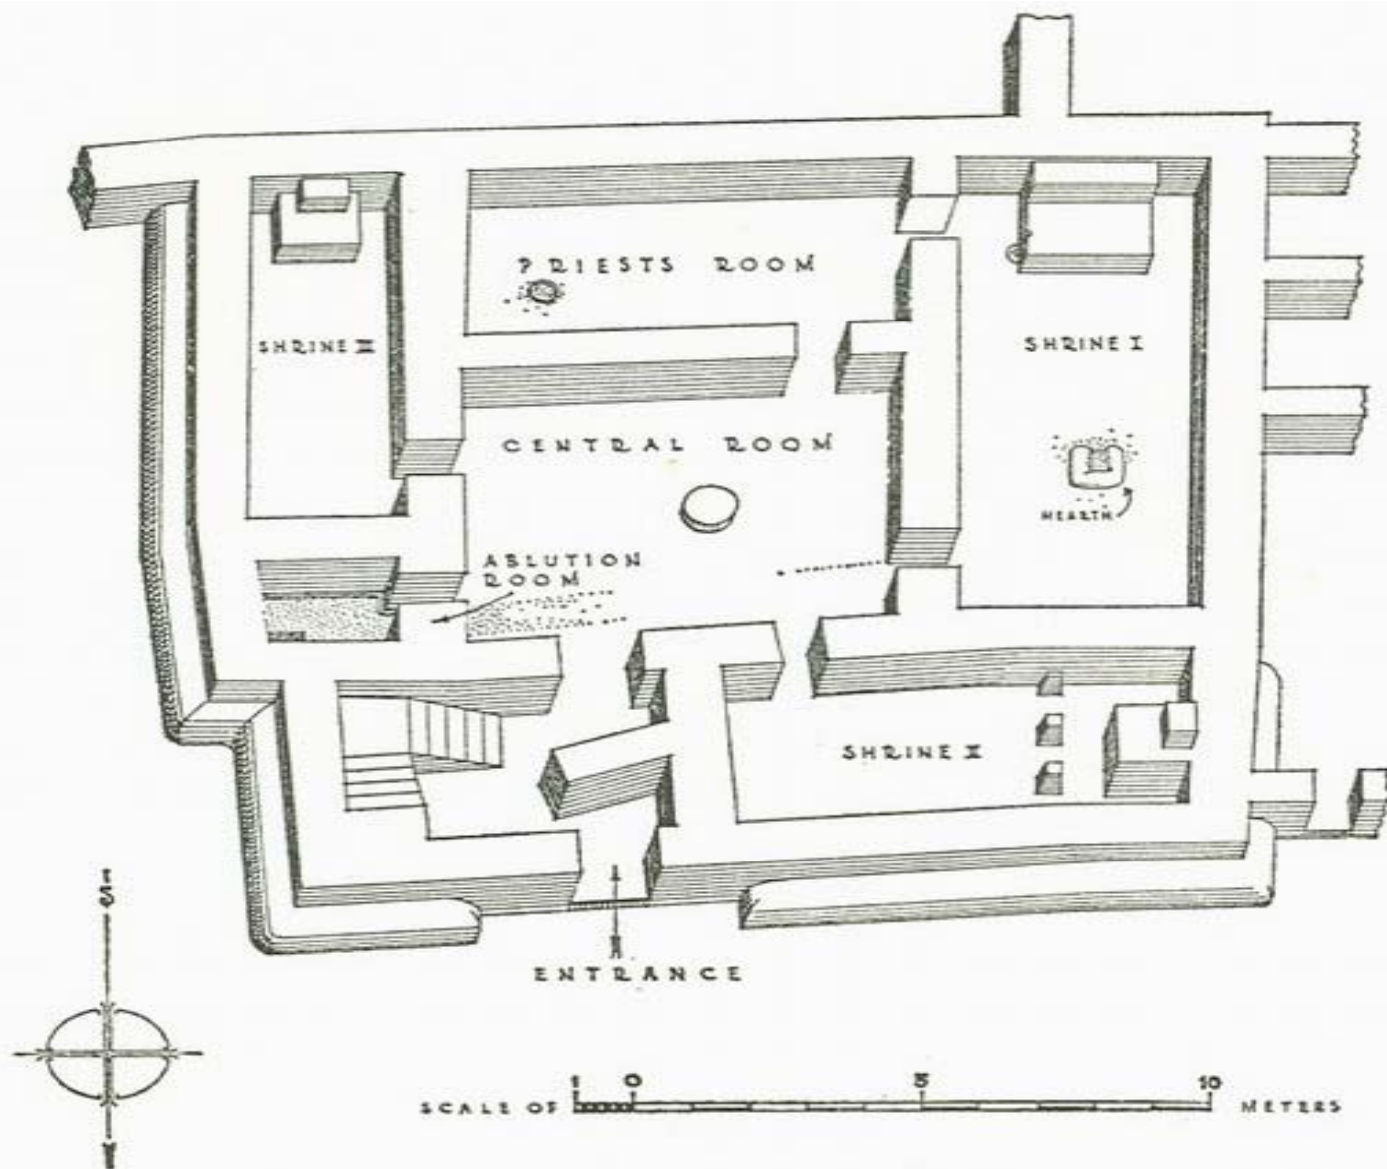 PRIESTS ROOM
SHRINE III
SHRINE I
CENTRAL ROOM
HEARTH
ABLUTION
ROOM
SHRINE II
ENTRANCE
S
1 0 5 10
SCALE OF METERS